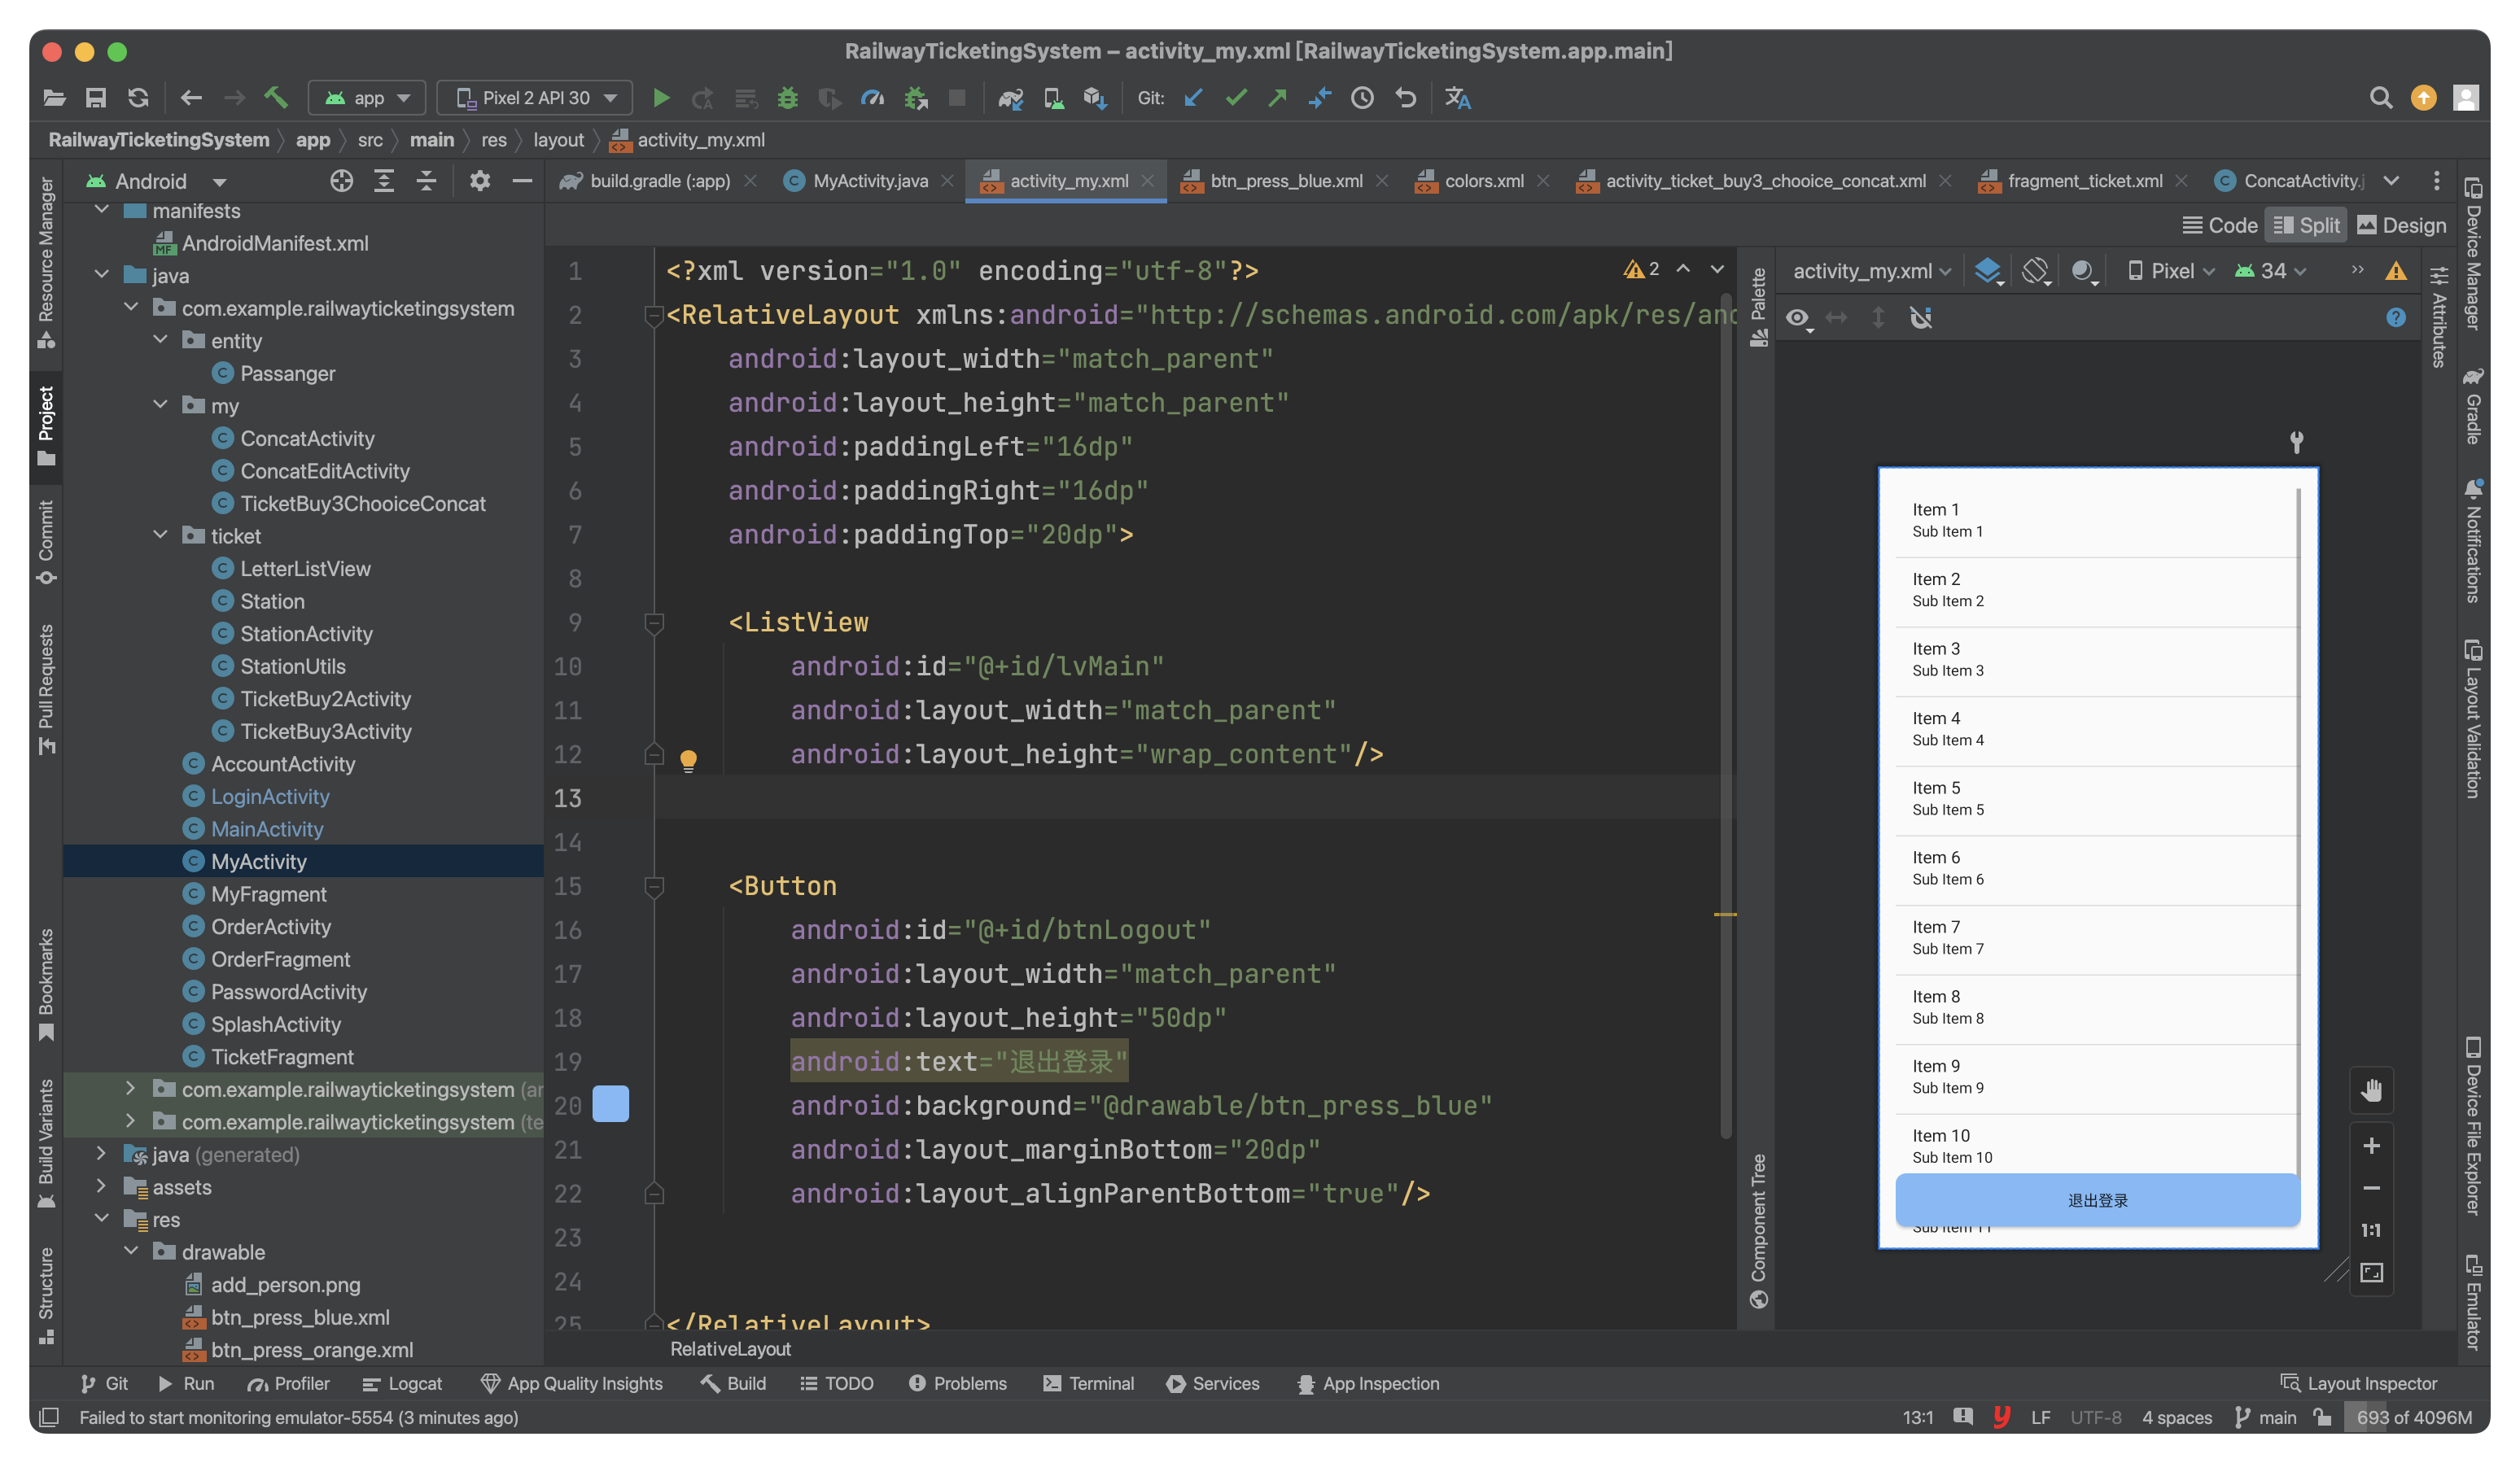 RailwayTicketingSystem – activity_my.xml [RailwayTicketingSystem.app.main]
app
Pixel 2 API 30
Git:
RailwayTicketingSystem
app
src
main
res
layout
activity_my.xml
Android
build.gradle (:app)
MyActivity.java
activity_my.xml
btn_press_blue.xml
colors.xml
activity_ticket_buy3_chooice_concat.xml
fragment_ticket.xml
ConcatActivity.j
Code
Split
Design
Resource Manager
Project
Commit
Pull Requests
Bookmarks
Build Variants
Structure
manifests
AndroidManifest.xml
java
com.example.railwayticketingsystem
entity
Passanger
my
ConcatActivity
ConcatEditActivity
TicketBuy3ChooiceConcat
ticket
LetterListView
Station
StationActivity
StationUtils
TicketBuy2Activity
TicketBuy3Activity
AccountActivity
LoginActivity
MainActivity
MyActivity
MyFragment
OrderActivity
OrderFragment
PasswordActivity
SplashActivity
TicketFragment
com.example.railwayticketingsystem (ar
com.example.railwayticketingsystem (te
java (generated)
assets
res
drawable
add_person.png
btn_press_blue.xml
btn_press_orange.xml
1 <?xml version="1.0" encoding="utf-8"?>
2 <RelativeLayout xmlns:android="http://schemas.android.com/apk/res/and
3 android:layout_width="match_parent"
4 android:layout_height="match_parent"
5 android:paddingLeft="16dp"
6 android:paddingRight="16dp"
7 android:paddingTop="20dp">
8
9 <ListView
10 android:id="@+id/lvMain"
11 android:layout_width="match_parent"
12 android:layout_height="wrap_content"/>
13
14
15 <Button
16 android:id="@+id/btnLogout"
17 android:layout_width="match_parent"
18 android:layout_height="50dp"
19 android:text="退出登录"
20 android:background="@drawable/btn_press_blue"
21 android:layout_marginBottom="20dp"
22 android:layout_alignParentBottom="true"/>
23
24
25 </RelativeLayout>
2
RelativeLayout
Palette
Component Tree
activity_my.xml
Pixel
34
Attributes
Item 1
Sub Item 1
Item 2
Sub Item 2
Item 3
Sub Item 3
Item 4
Sub Item 4
Item 5
Sub Item 5
Item 6
Sub Item 6
Item 7
Sub Item 7
Item 8
Sub Item 8
Item 9
Sub Item 9
Item 10
Sub Item 10
退出登录
Sub Item 11
1:1
Device Manager
Gradle
Notifications
Layout Validation
Device File Explorer
Emulator
Git
Run
Profiler
Logcat
App Quality Insights
Build
TODO
Problems
Terminal
Services
App Inspection
Layout Inspector
Failed to start monitoring emulator-5554 (3 minutes ago)
13:1
LF
UTF-8
4 spaces
main
693 of 4096M